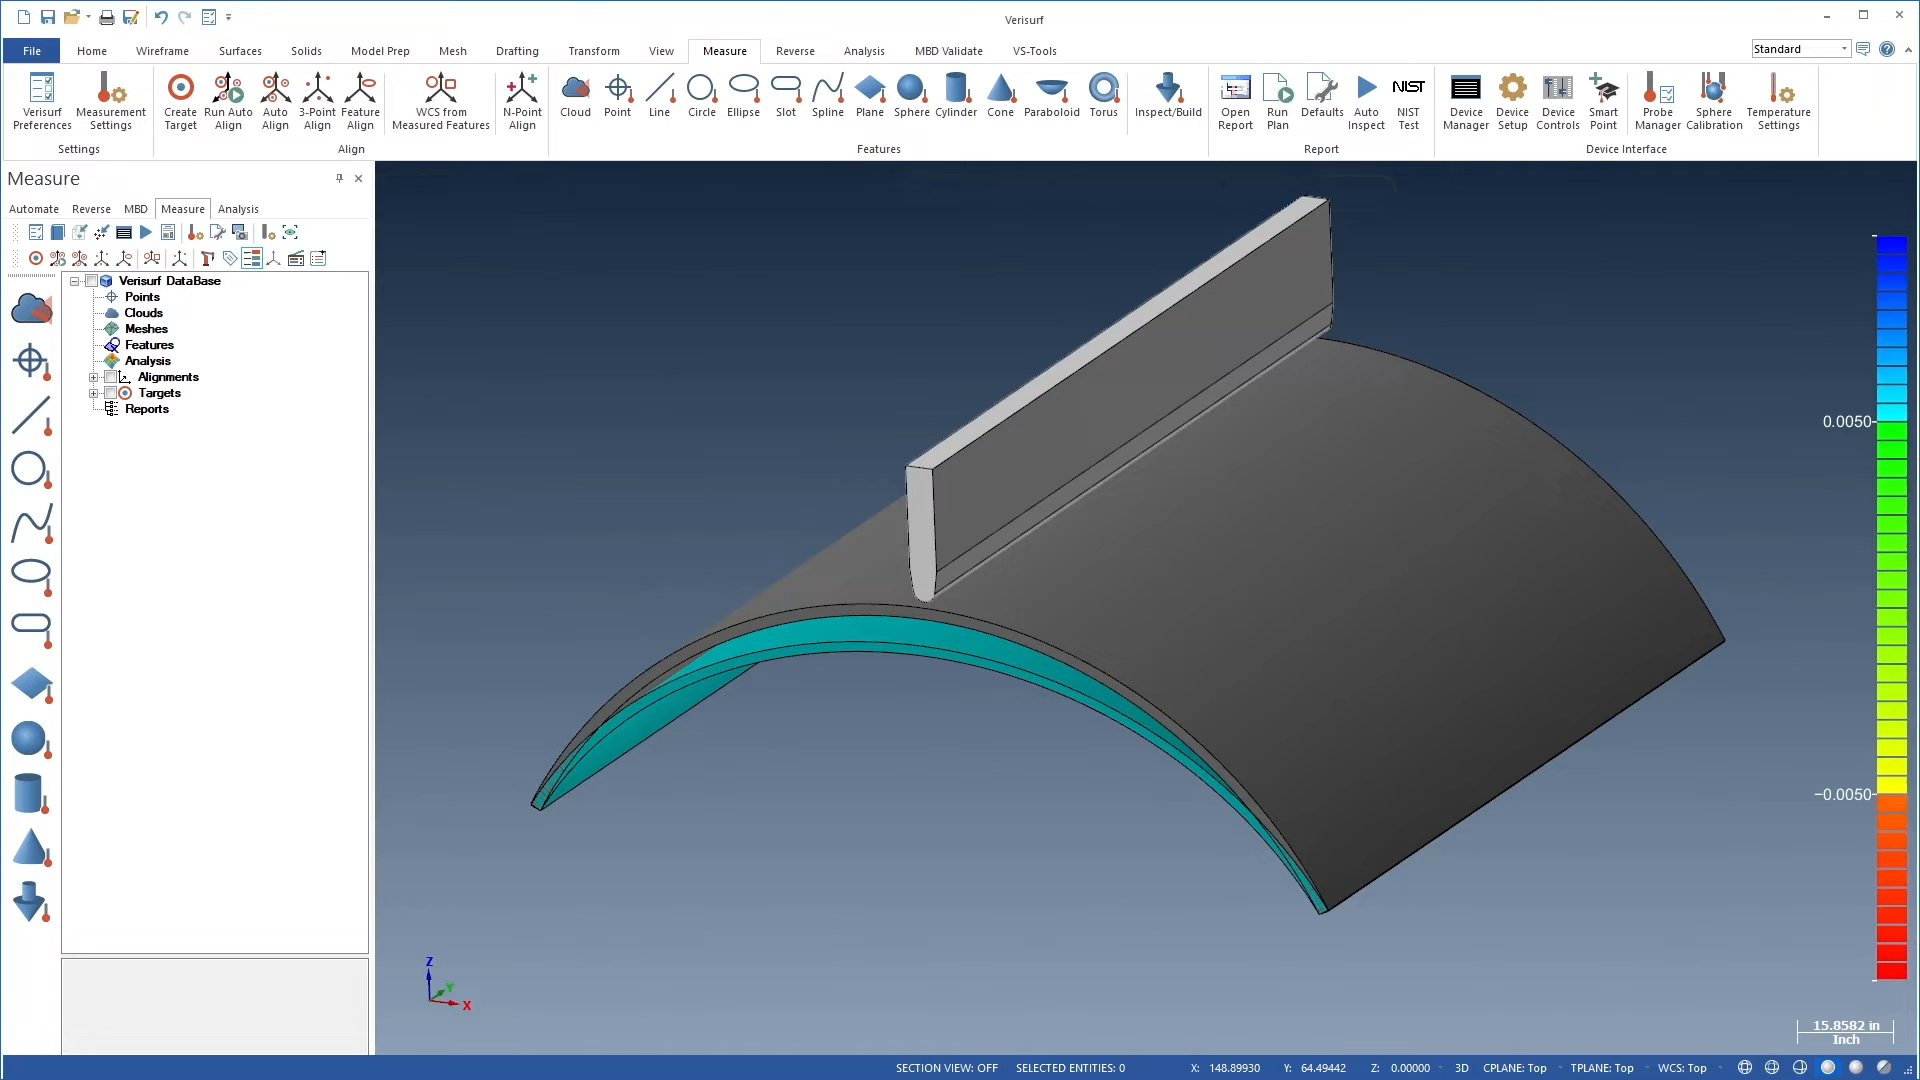 Verisurf
File Home Wireframe Surfaces Solids Model Prep Mesh Drafting Transform View Measure Reverse Analysis MBD Validate VS-Tools Standard
Verisurf Preferences
Measurement Settings
Settings
Create Target
Run Auto Align
Auto Align
3-Point Align
Feature Align
WCS from Measured Features
N-Point Align
Align
Cloud Point Line Circle Ellipse Slot Spline Plane Sphere Cylinder Cone Paraboloid Torus Inspect/Build
Features
Open Report
Run Plan
Defaults
Auto Inspect
NIST
NIST Test
Report
Device Manager
Device Setup
Device Controls
Smart Point
Probe Manager
Sphere Calibration
Temperature Settings
Device Interface
Measure
Automate Reverse MBD Measure Analysis
Verisurf DataBase
Points
Clouds
Meshes
Features
Analysis
Alignments
Targets
Reports
0.0050
-0.0050
Z
Y
X
15.8582 in
Inch
SECTION VIEW: OFF SELECTED ENTITIES: 0 X: 148.89930 Y: 64.49442 Z: 0.00000 3D CPLANE: Top TPLANE: Top WCS: Top